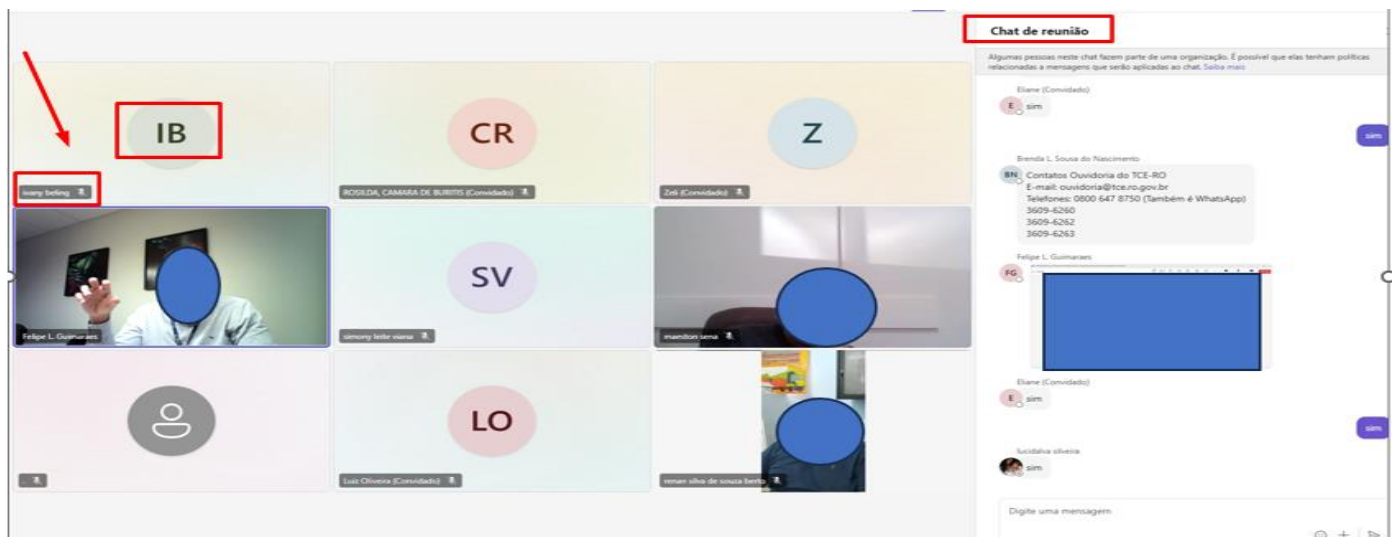 Chat de reunião
Algumas pessoas neste chat fazem parte de uma organização. É possível que elas tenham políticas
relacionadas a mensagens que serão aplicadas ao chat. Saiba mais
IB
ivany beling
CR
ROSILDA, CAMARA DE BURITIS (Convidado)
Z
Zeli (Convidado)
Felipe L. Guimaraes
SV
simony leite viana
maeston sena
LO
Luiz Oliveira (Convidado)
renan silva de souza berto
Eliane (Convidado)
E
sim
sim
Brenda L. Sousa do Nascimento
BN
Contatos Ouvidoria do TCE-RO
E-mail: ouvidoria@tce.ro.gov.br
Telefones: 0800 647 8750 (Também é WhatsApp)
3609-6260
3609-6262
3609-6263
Felipe L. Guimaraes
FG
Eliane (Convidado)
E
sim
sim
lucidalva silveira
sim
Digite uma mensagem